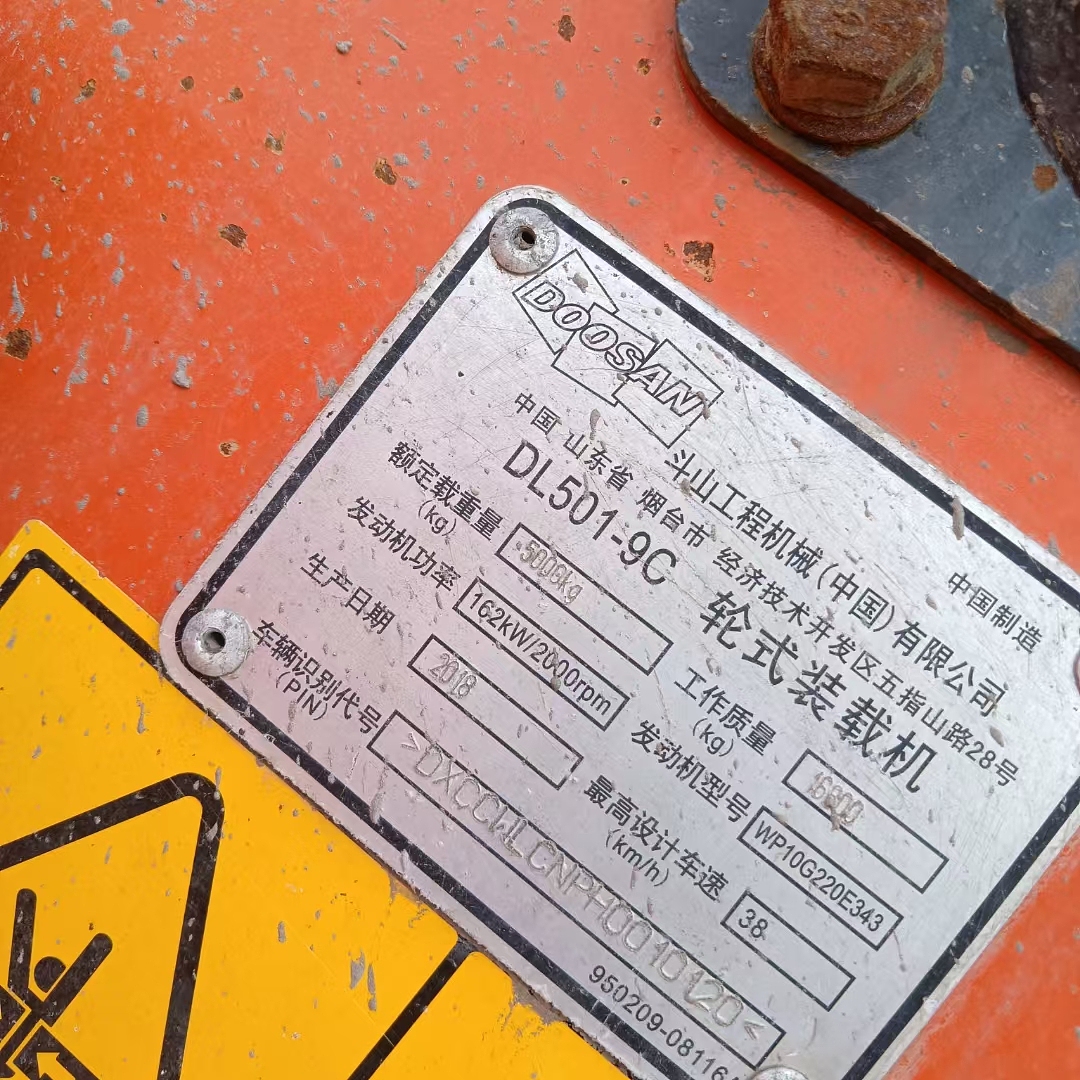 DOOSAN
中国制造
斗山工程机械(中国)有限公司
中国 山东省 烟台市 经济技术开发区五指山路28号
DL501-9C 轮式装载机
额定载重量 (kg) 5000kg 工作质量 (kg) 16800
发动机功率 162kW/2000rpm 发动机型号 WP10G220E343
生产日期 2018 最高设计车速 (km/h) 38
车辆识别代号 (PIN) >DXCCWLCNPH0010120<
950209-08116